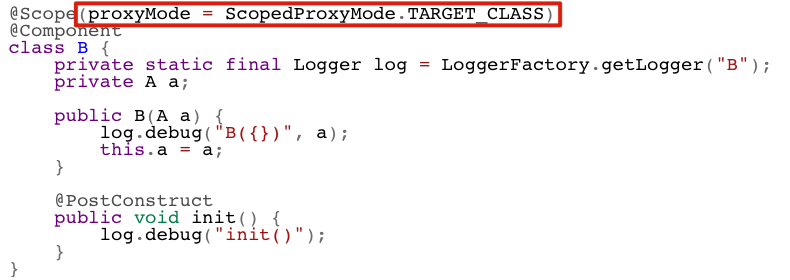 @Scope(proxyMode = ScopedProxyMode.TARGET_CLASS)
@Component
class B {
    private static final Logger log = LoggerFactory.getLogger("B");
    private A a;

    public B(A a) {
        log.debug("B({})", a);
        this.a = a;
    }

    @PostConstruct
    public void init() {
        log.debug("init()");
    }
}